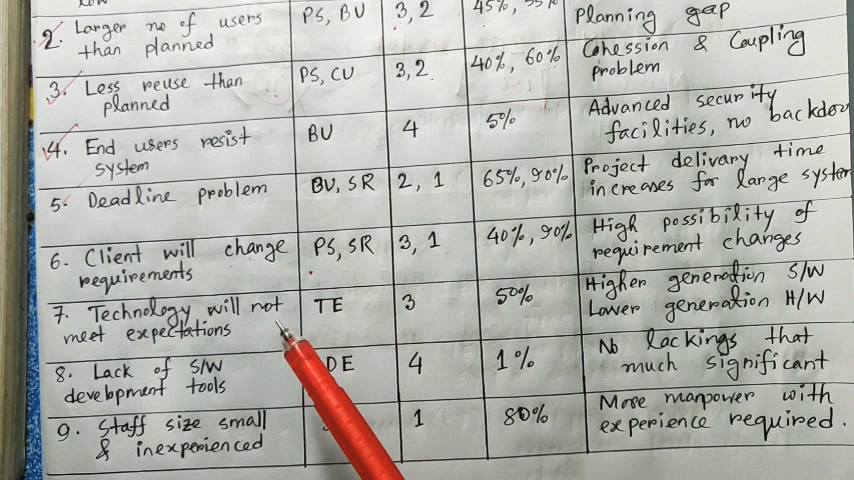 2. Larger no of users than planned PS, BU 3, 2 45%, Planning gap
3. Less reuse than planned PS, CU 3, 2 40%, 60% Cohession & Coupling problem
4. End users resist system BU 4 5% Advanced security facilities, no backdoor
5. Deadline problem BU, SR 2, 1 65%, 90% Project delivary time increases for large system
6. Client will change requirements PS, SR 3, 1 40%, 90% High possibility of requirement changes
7. Technology will not meet expectations TE 3 50% Higher generation S/W Lower generation H/W
8. Lack of S/W development tools DE 4 1% No lackings that much significant
9. Staff size small & inexperienced 1 80% More manpower with experience required.